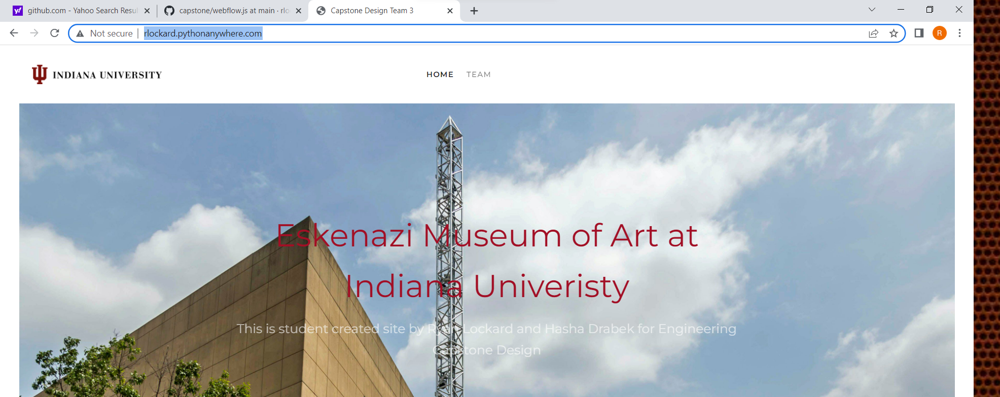 github.com - Yahoo Search Resul
capstone/webflow.js at main · rlo
Capstone Design Team 3
Not secure
rlockard.pythonanywhere.com
R
INDIANA UNIVERSITY
HOME
TEAM
Eskenazi Museum of Art at
Indiana Univeristy
This is student created site by Ryan Lockard and Hasha Drabek for Engineering
Capstone Design